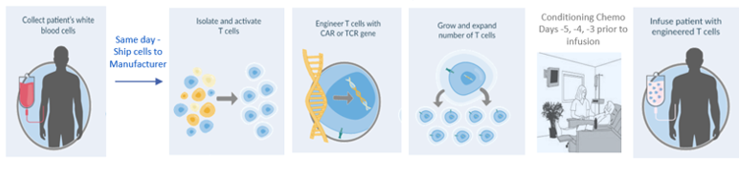 Collect patient's white
blood cells
Same day -
Ship cells to
Manufacturer
Isolate and activate
T cells
Engineer T cells with
CAR or TCR gene
Grow and expand
number of T cells
Conditioning Chemo
Days -5, -4, -3 prior to
infusion
Infuse patient with
engineered T cells